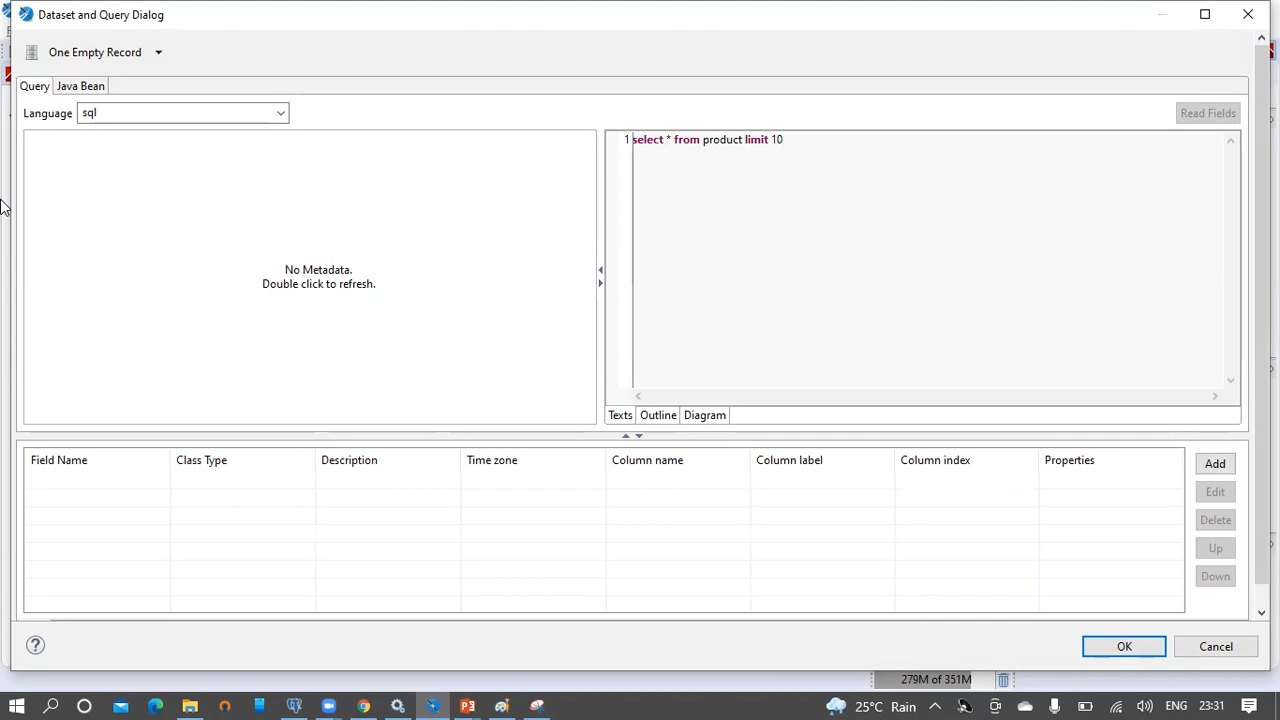 Dataset and Query Dialog
One Empty Record
Query Java Bean
Language sql Read Fields
1 select * from product limit 10
No Metadata.
Double click to refresh.
Texts Outline Diagram
Field Name Class Type Description Time zone Column name Column label Column index Properties
Add
Edit
Delete
Up
Down
? OK Cancel
279M of 351M
25°C Rain ENG 23:31